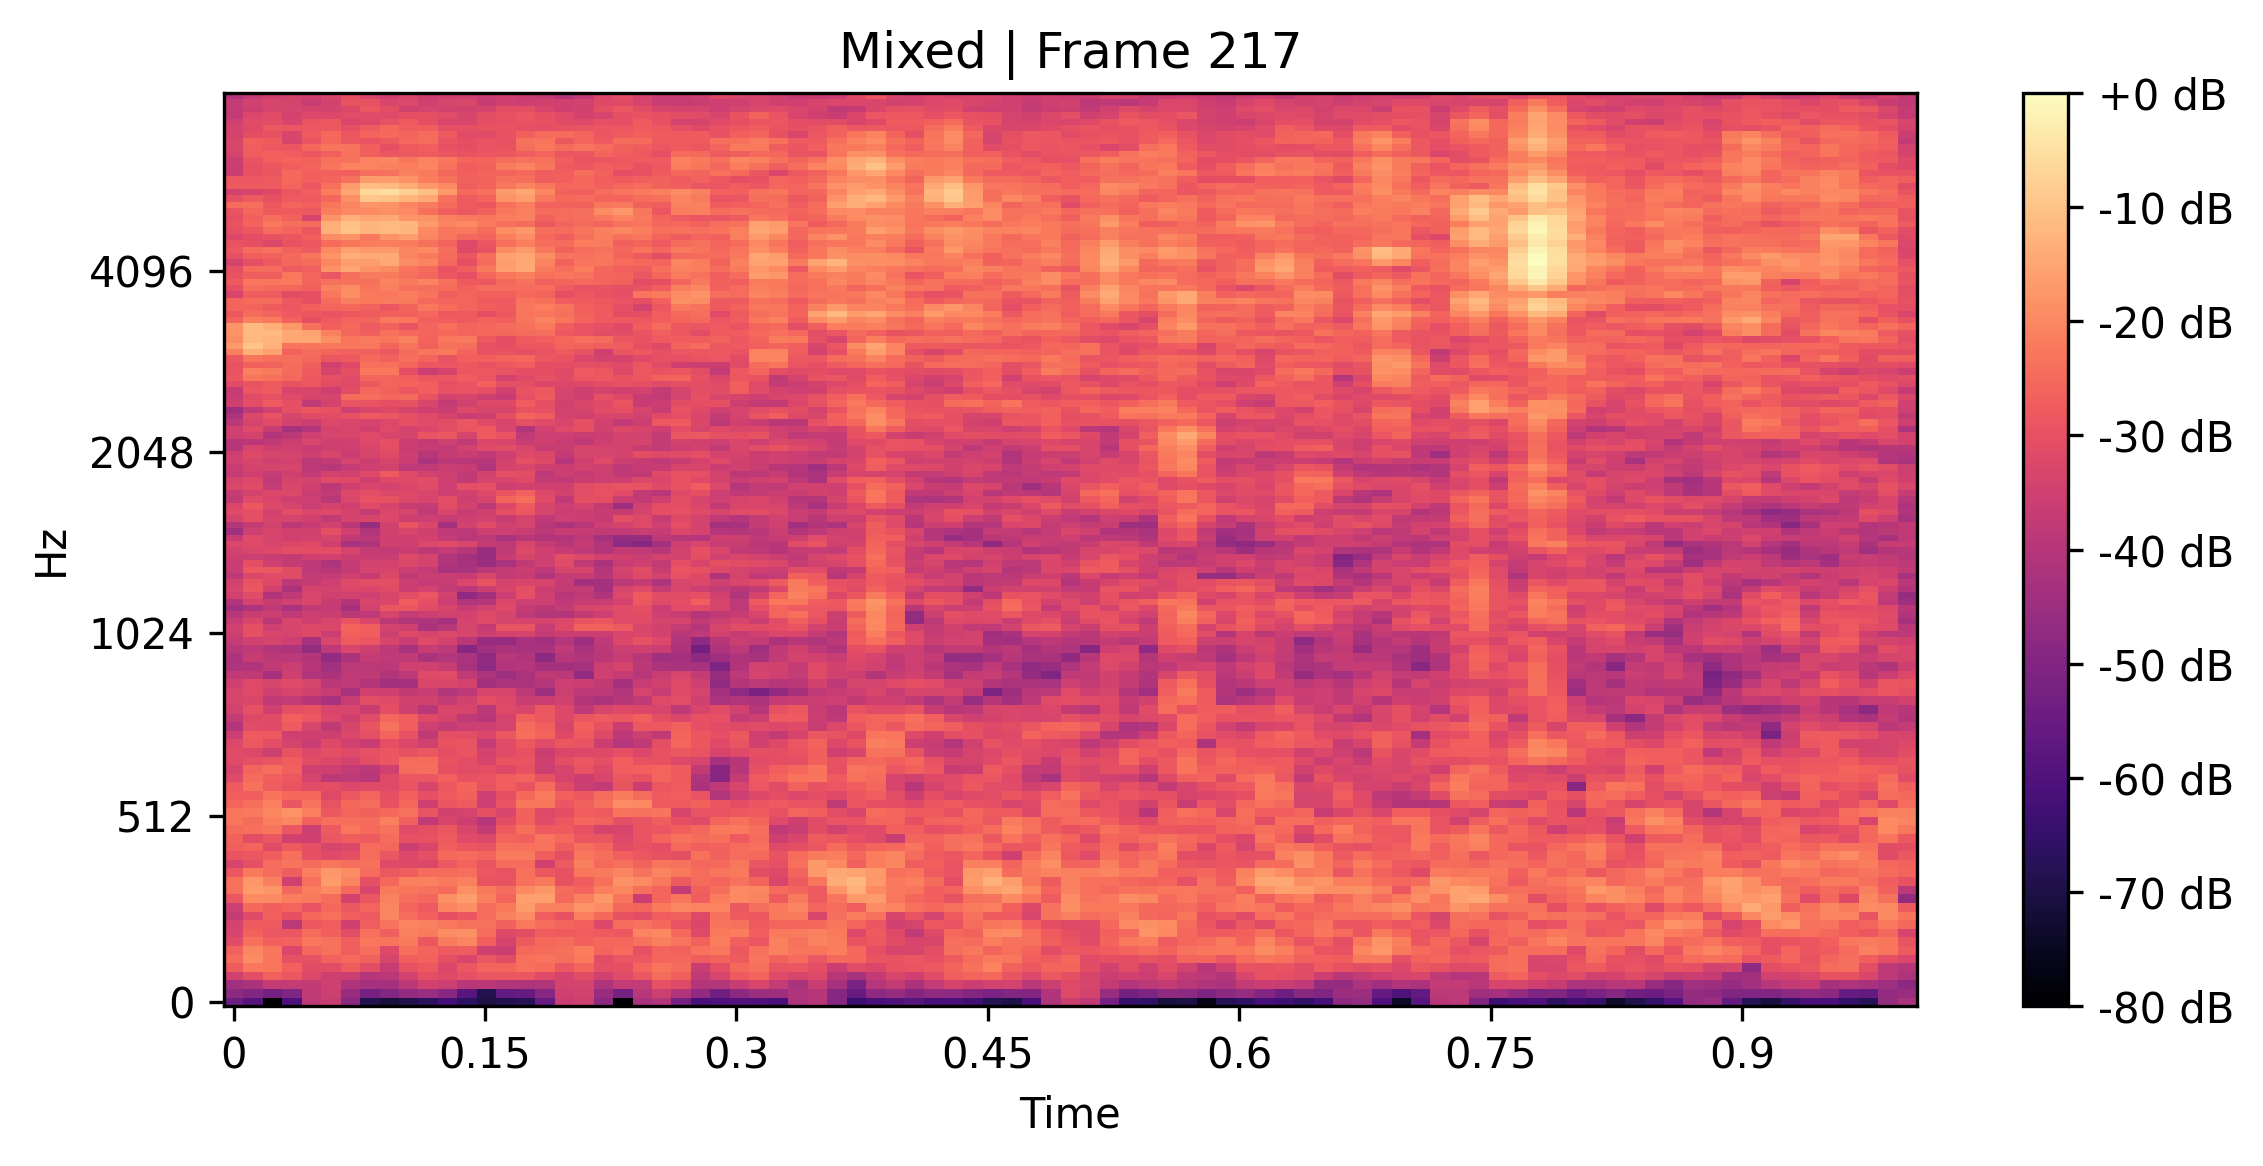 Mixed | Frame 217
+0 dB
-10 dB
-20 dB
-30 dB
-40 dB
-50 dB
-60 dB
-70 dB
-80 dB
Hz
4096
2048
1024
512
0
0 0.15 0.3 0.45 0.6 0.75 0.9
Time